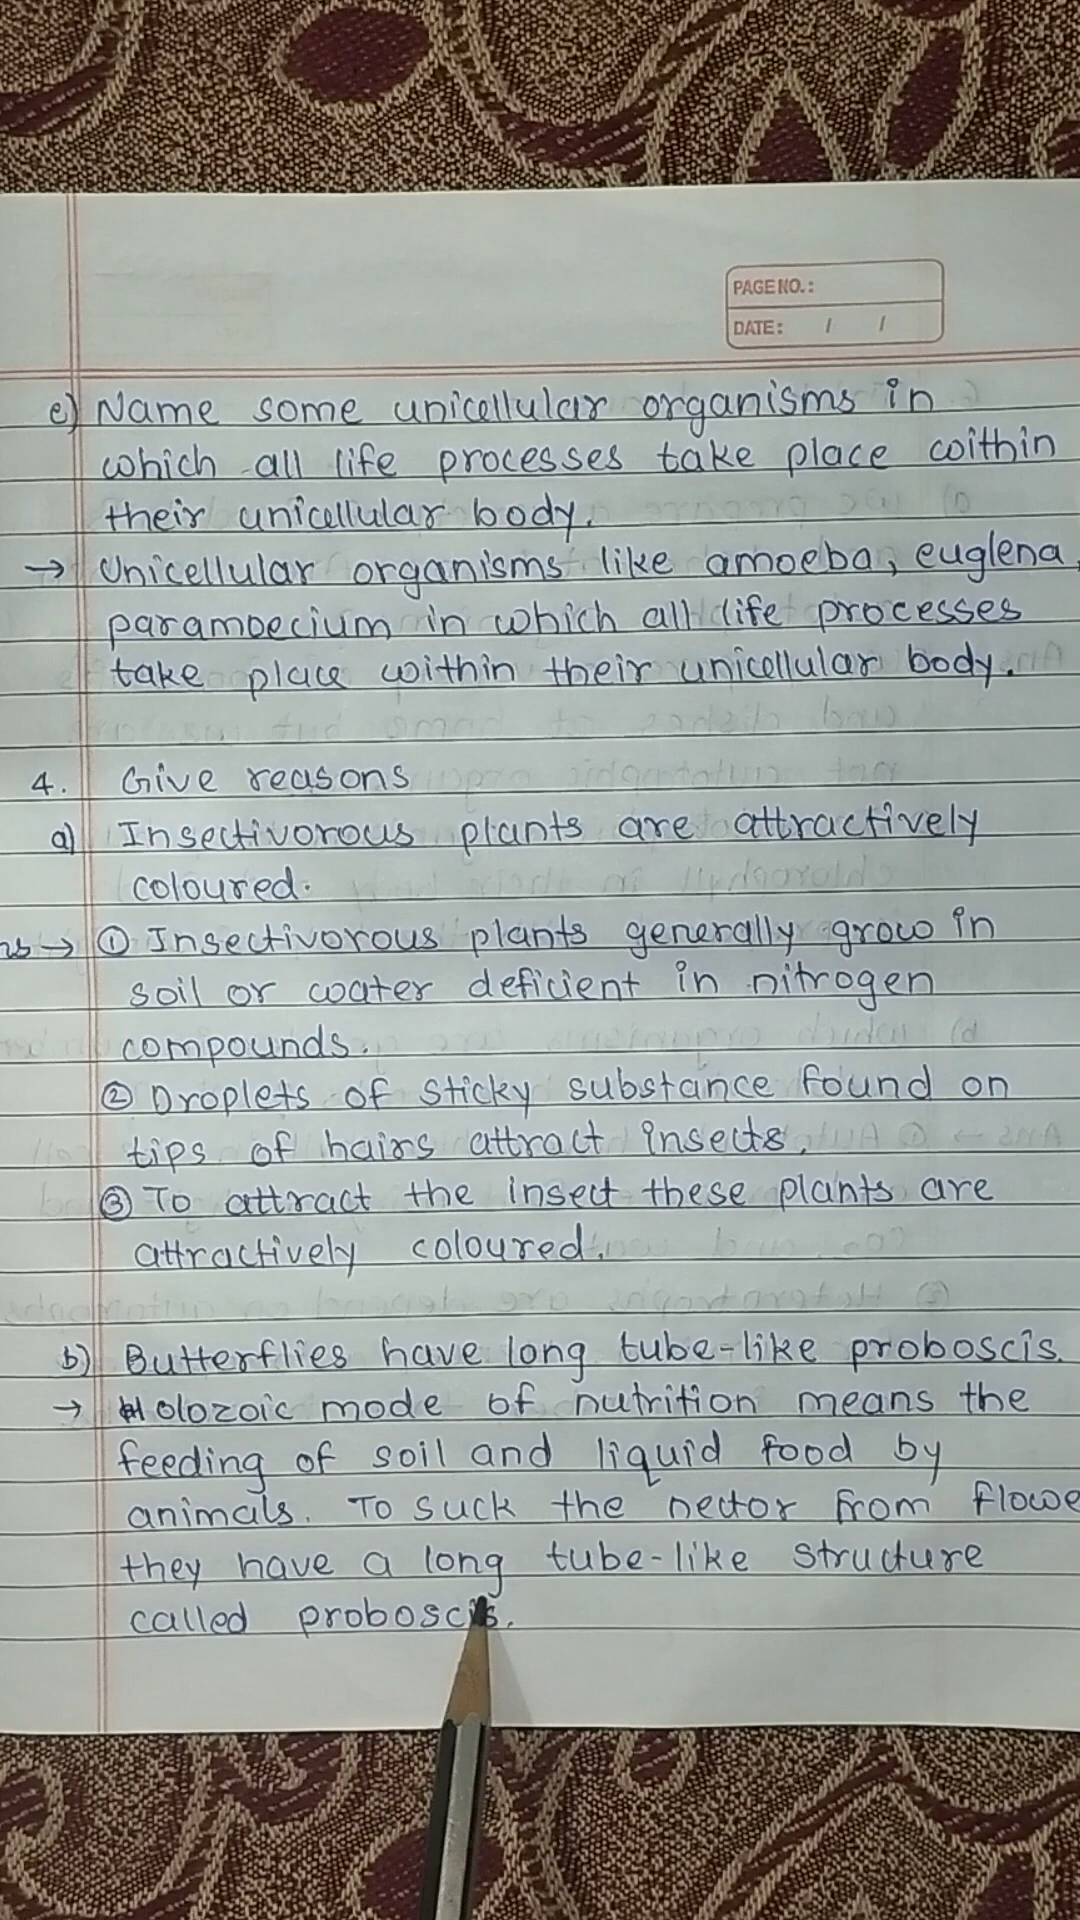 PAGE NO.:
DATE: / /
e) Name some unicellular organisms in
which all life processes take place within
their unicellular body.
→ Unicellular organisms like amoeba, euglena,
paramoecium in which all life processes
take place within their unicellular body.
4. Give reasons
a) Insectivorous plants are attractively
coloured.
→ ① Insectivorous plants generally grow in
soil or water deficient in nitrogen
compounds.
② Droplets of sticky substance found on
tips of hairs attract insects.
③ To attract the insect these plants are
attractively coloured.
b) Butterflies have long tube-like proboscis.
→ Holozoic mode of nutrition means the
feeding of soil and liquid food by
animals. To suck the nector from flowe
they have a long tube-like structure
called proboscis.